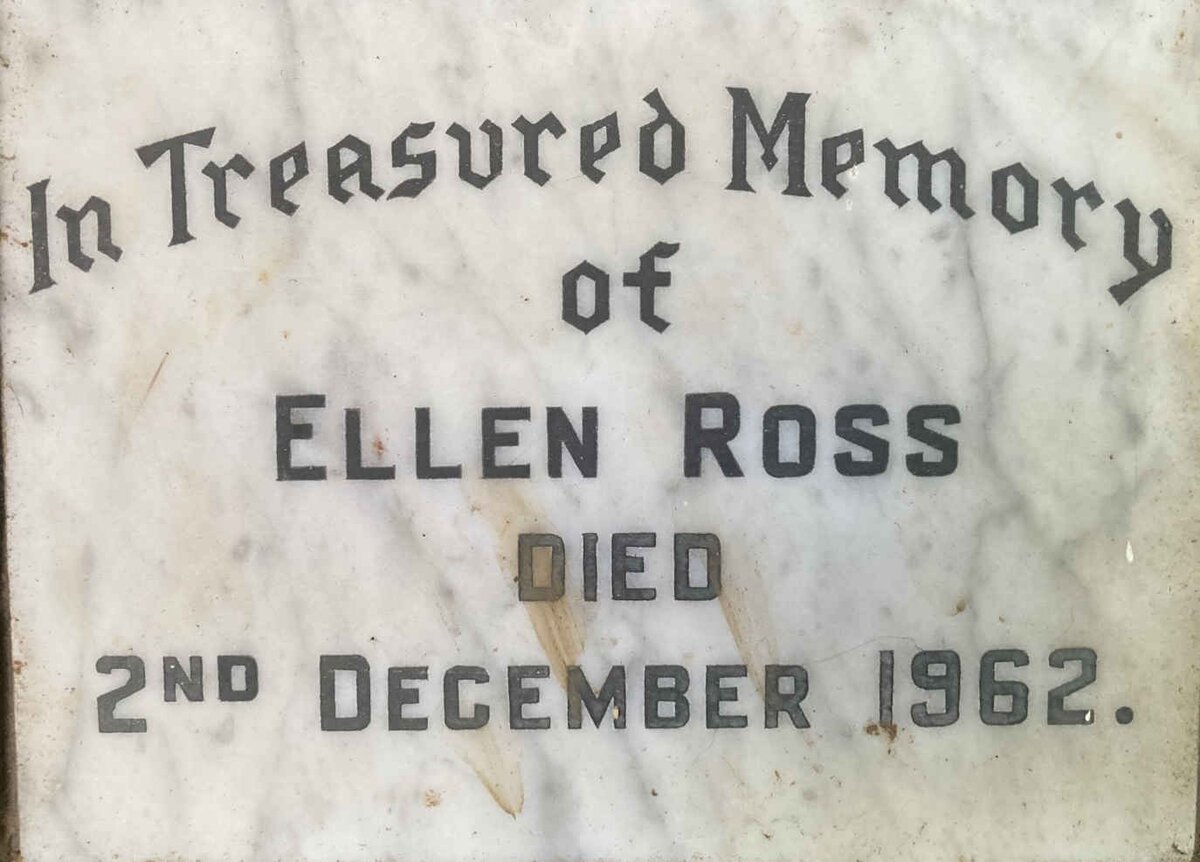 In Treasured Memory
of
ELLEN ROSS
DIED
2ND DECEMBER 1962.